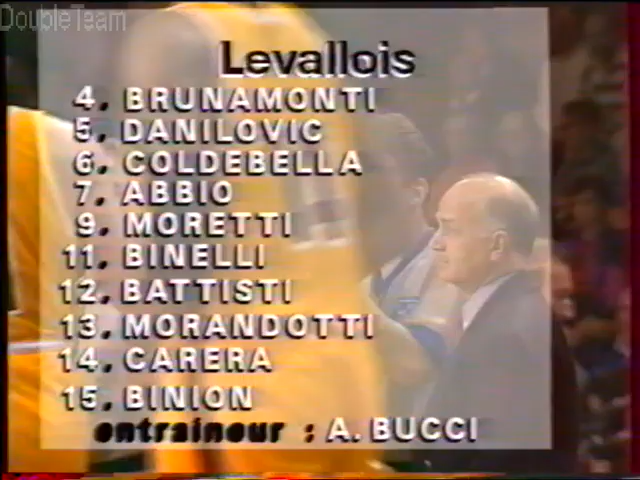 DoubleTeam
Levallois
4. BRUNAMONTI
5. DANILOVIC
6. COLDEBELLA
7. ABBIO
9. MORETTI
11. BINELLI
12. BATTISTI
13. MORANDOTTI
14. CARERA
15. BINION
entraineur : A. BUCCI